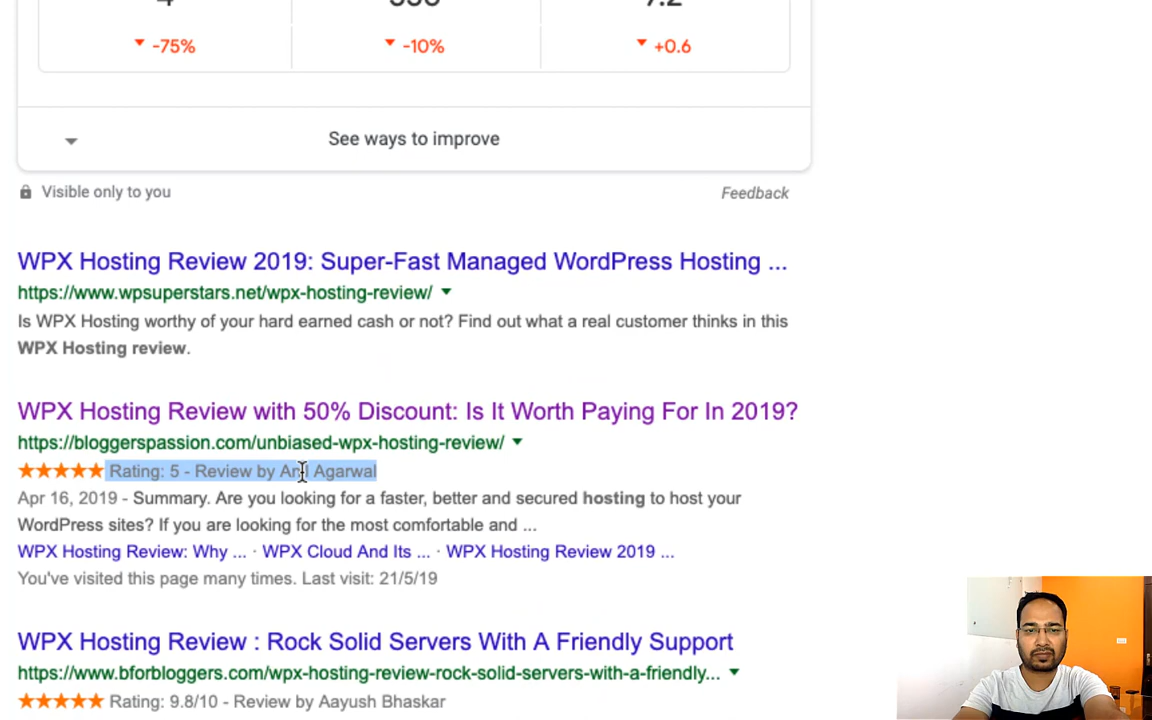 -75% -10% +0.6
See ways to improve
Visible only to you Feedback
WPX Hosting Review 2019: Super-Fast Managed WordPress Hosting ...
https://www.wpsuperstars.net/wpx-hosting-review/
Is WPX Hosting worthy of your hard earned cash or not? Find out what a real customer thinks in this
WPX Hosting review.
WPX Hosting Review with 50% Discount: Is It Worth Paying For In 2019?
https://bloggerspassion.com/unbiased-wpx-hosting-review/
Rating: 5 - Review by Anil Agarwal
Apr 16, 2019 - Summary. Are you looking for a faster, better and secured hosting to host your
WordPress sites? If you are looking for the most comfortable and ...
WPX Hosting Review: Why ... · WPX Cloud And Its ... · WPX Hosting Review 2019 ...
You've visited this page many times. Last visit: 21/5/19
WPX Hosting Review : Rock Solid Servers With A Friendly Support
https://www.bforbloggers.com/wpx-hosting-review-rock-solid-servers-with-a-friendly...
Rating: 9.8/10 - Review by Aayush Bhaskar